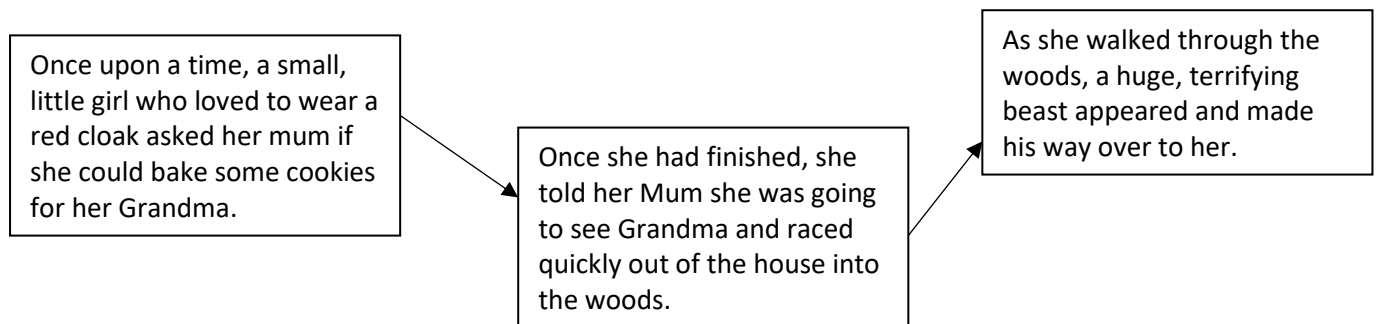 Once upon a time, a small,
little girl who loved to wear a
red cloak asked her mum if
she could bake some cookies
for her Grandma.
Once she had finished, she
told her Mum she was going
to see Grandma and raced
quickly out of the house into
the woods.
As she walked through the
woods, a huge, terrifying
beast appeared and made
his way over to her.